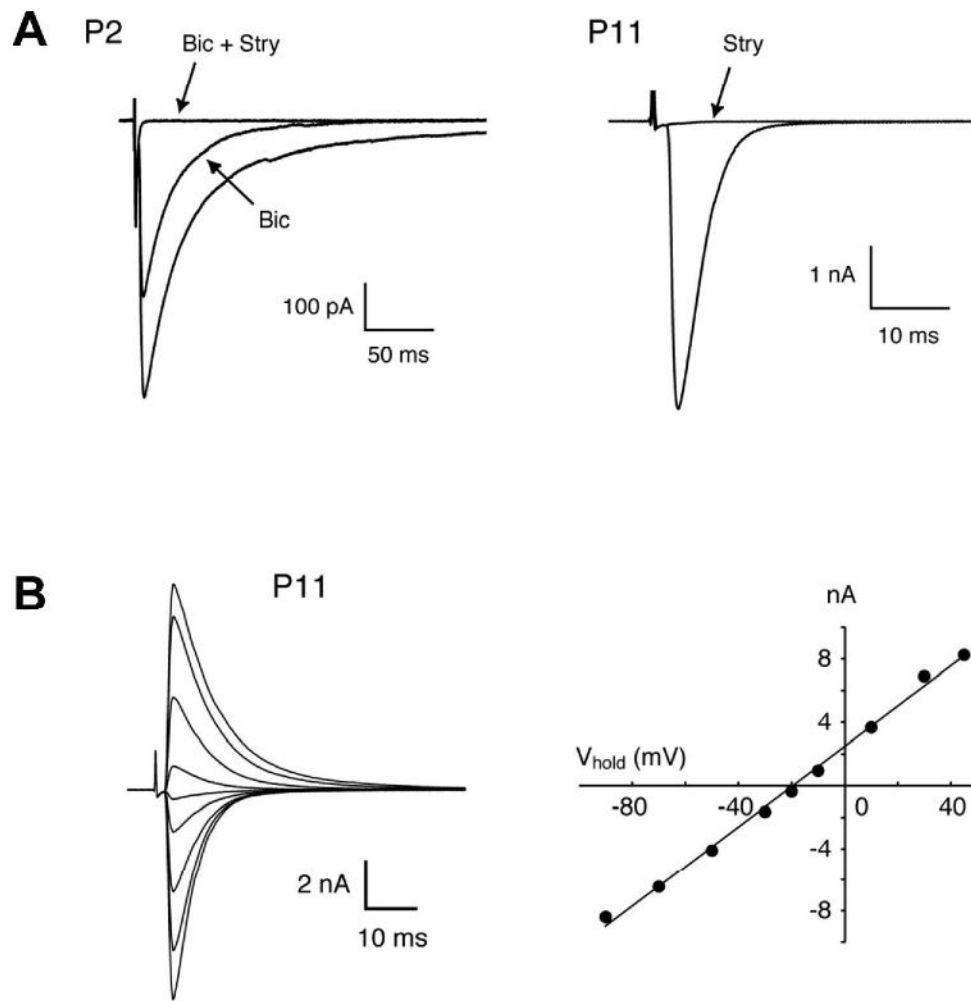 A
P2
Bic + Stry
Bic
100 pA
50 ms
P11
Stry
1 nA
10 ms
B
P11
2 nA
10 ms
nA
8
4
V<sub>hold</sub> (mV)
-80
-40
0
40
-4
-8